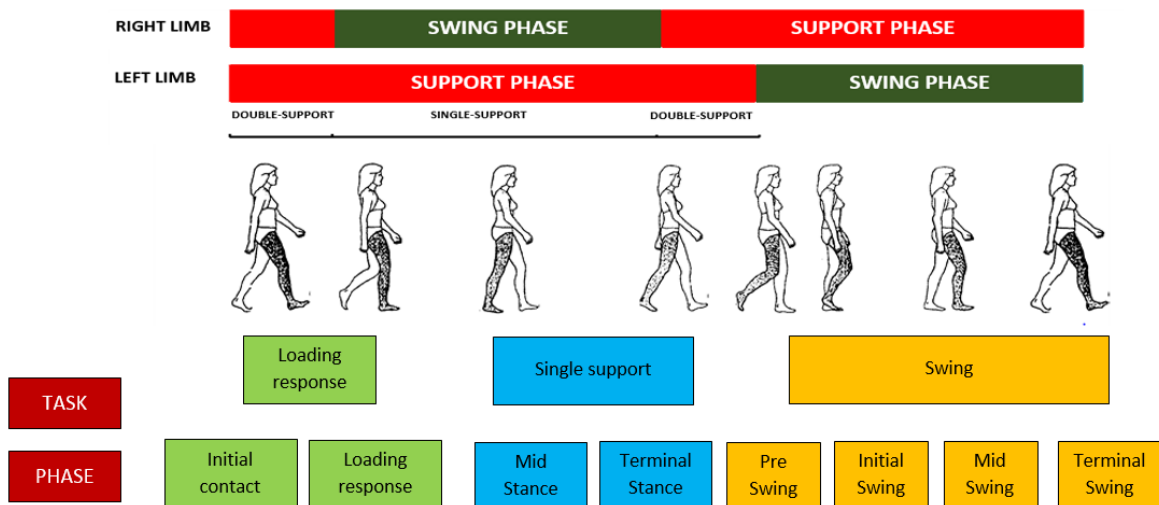 RIGHT LIMB
SWING PHASE
SUPPORT PHASE
LEFT LIMB
SUPPORT PHASE
SWING PHASE
DOUBLE-SUPPORT
SINGLE-SUPPORT
DOUBLE-SUPPORT
TASK
Loading
response
Single support
Swing
PHASE
Initial
contact
Loading
response
Mid
Stance
Terminal
Stance
Pre
Swing
Initial
Swing
Mid
Swing
Terminal
Swing